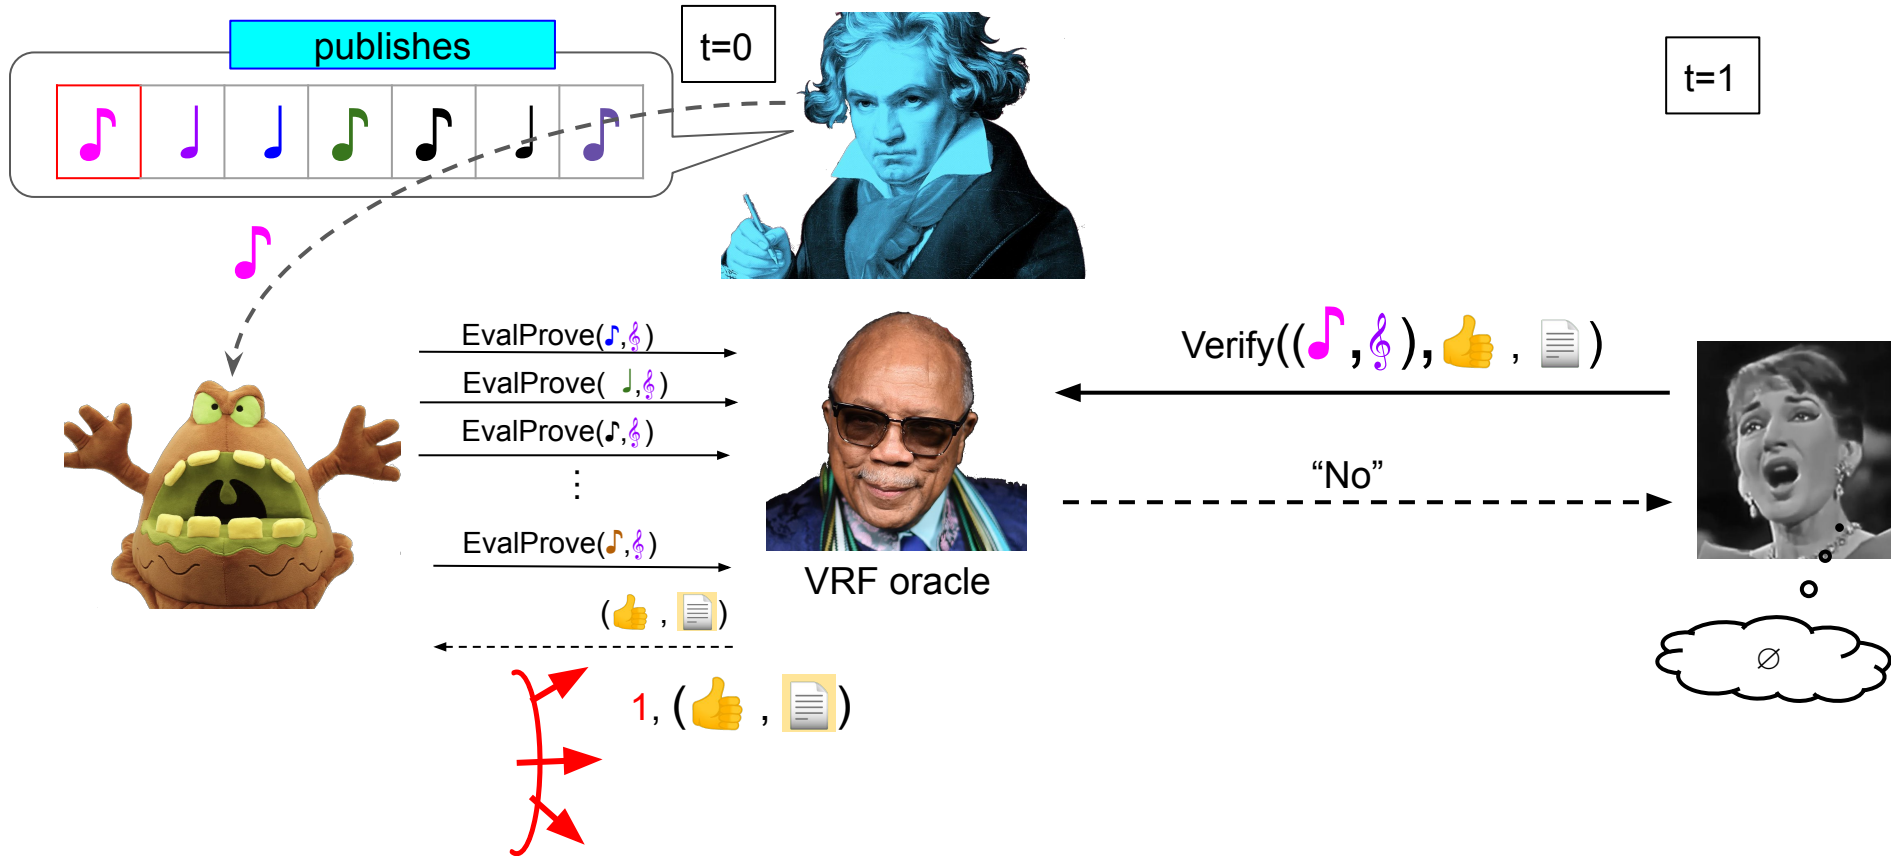 publishes
t=0
t=1
EvalProve(♪,𝄞)
EvalProve( ♩,𝄞)
EvalProve(♪,𝄞)
⋮
EvalProve(♪,𝄞)
(👍 , 📄)
1, (👍 , 📄)
VRF oracle
Verify((♪,𝄞),👍 , 📄)
“No”
∅